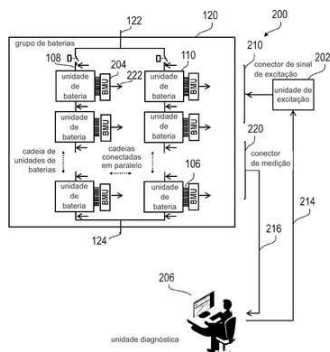 122
120
200
grupo de baterias
210
108
204
110
202
conector de sinal
de excitação
unidade
de
bateria
BMU
222
unidade
de
bateria
BMU
unidade
de
excitação
unidade
de
bateria
BMU
unidade
de
bateria
BMU
220
conector
de medição
cadeia de
unidades de
baterias
cadeias
conectadas
em paralelo
106
unidade
de
bateria
BMU
unidade
de
bateria
BMU
124
216
214
206
unidade diagnóstica